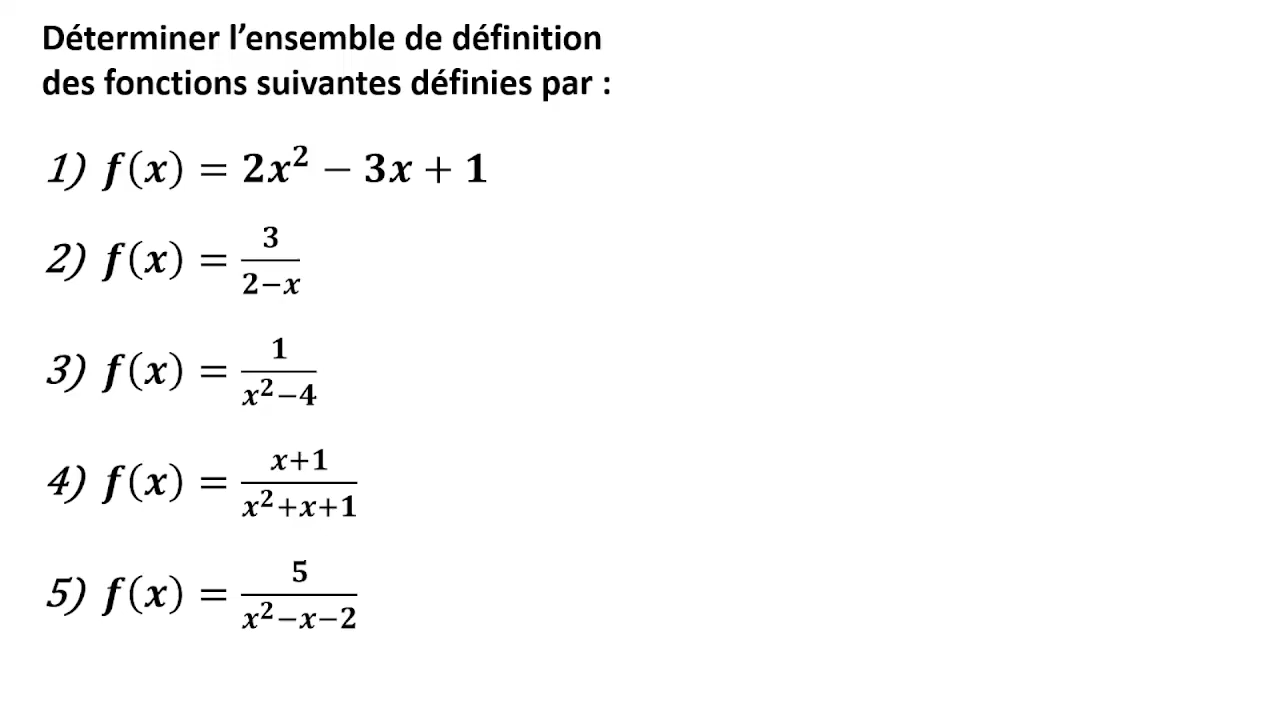 Déterminer l’ensemble de définition
des fonctions suivantes définies par :
1) f(x) = 2x² − 3x + 1
2) f(x) = 3/(2−x)
3) f(x) = 1/(x²−4)
4) f(x) = (x+1)/(x²+x+1)
5) f(x) = 5/(x²−x−2)